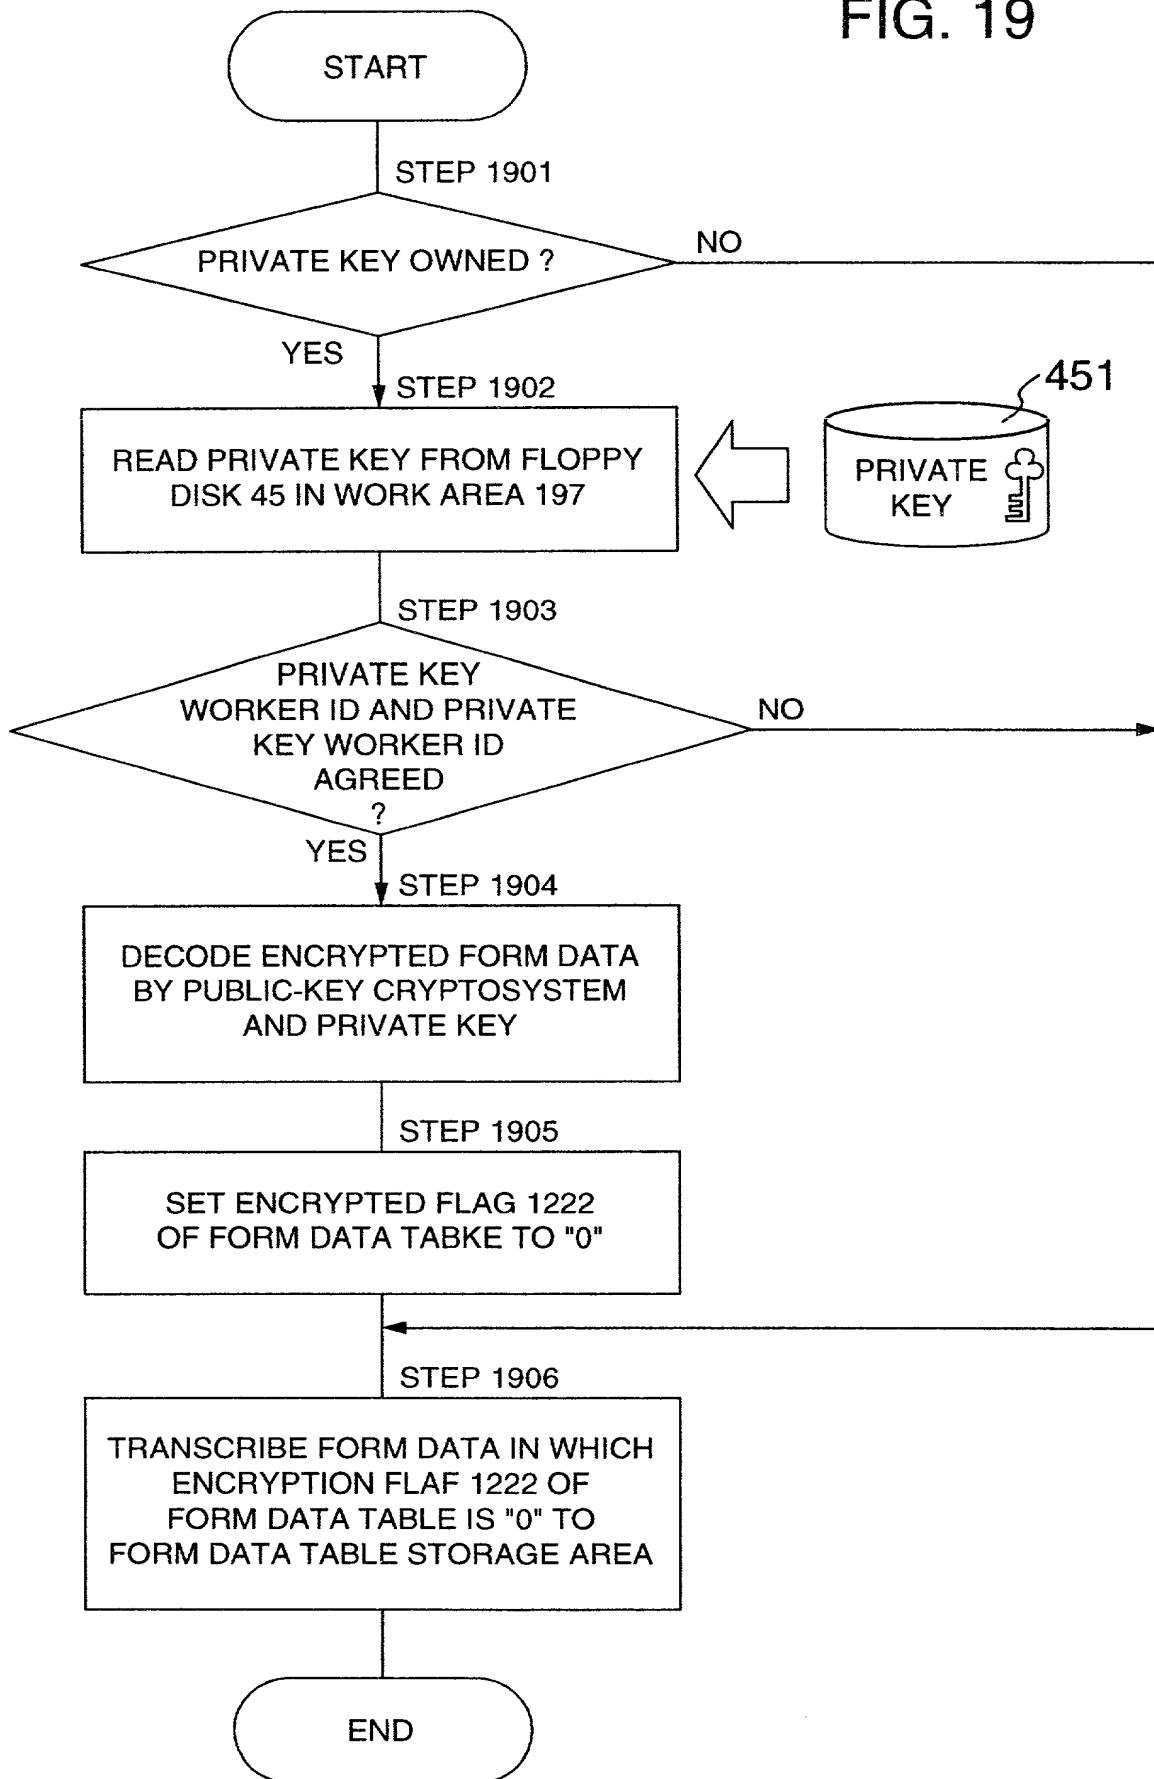 FIG. 19
START
STEP 1901
PRIVATE KEY OWNED ?
NO
YES
STEP 1902
451
READ PRIVATE KEY FROM FLOPPY
DISK 45 IN WORK AREA 197
PRIVATE
KEY
STEP 1903
PRIVATE KEY
WORKER ID AND PRIVATE
KEY WORKER ID
AGREED
?
NO
YES
STEP 1904
DECODE ENCRYPTED FORM DATA
BY PUBLIC-KEY CRYPTOSYSTEM
AND PRIVATE KEY
STEP 1905
SET ENCRYPTED FLAG 1222
OF FORM DATA TABKE TO "0"
STEP 1906
TRANSCRIBE FORM DATA IN WHICH
ENCRYPTION FLAF 1222 OF
FORM DATA TABLE IS "0" TO
FORM DATA TABLE STORAGE AREA
END